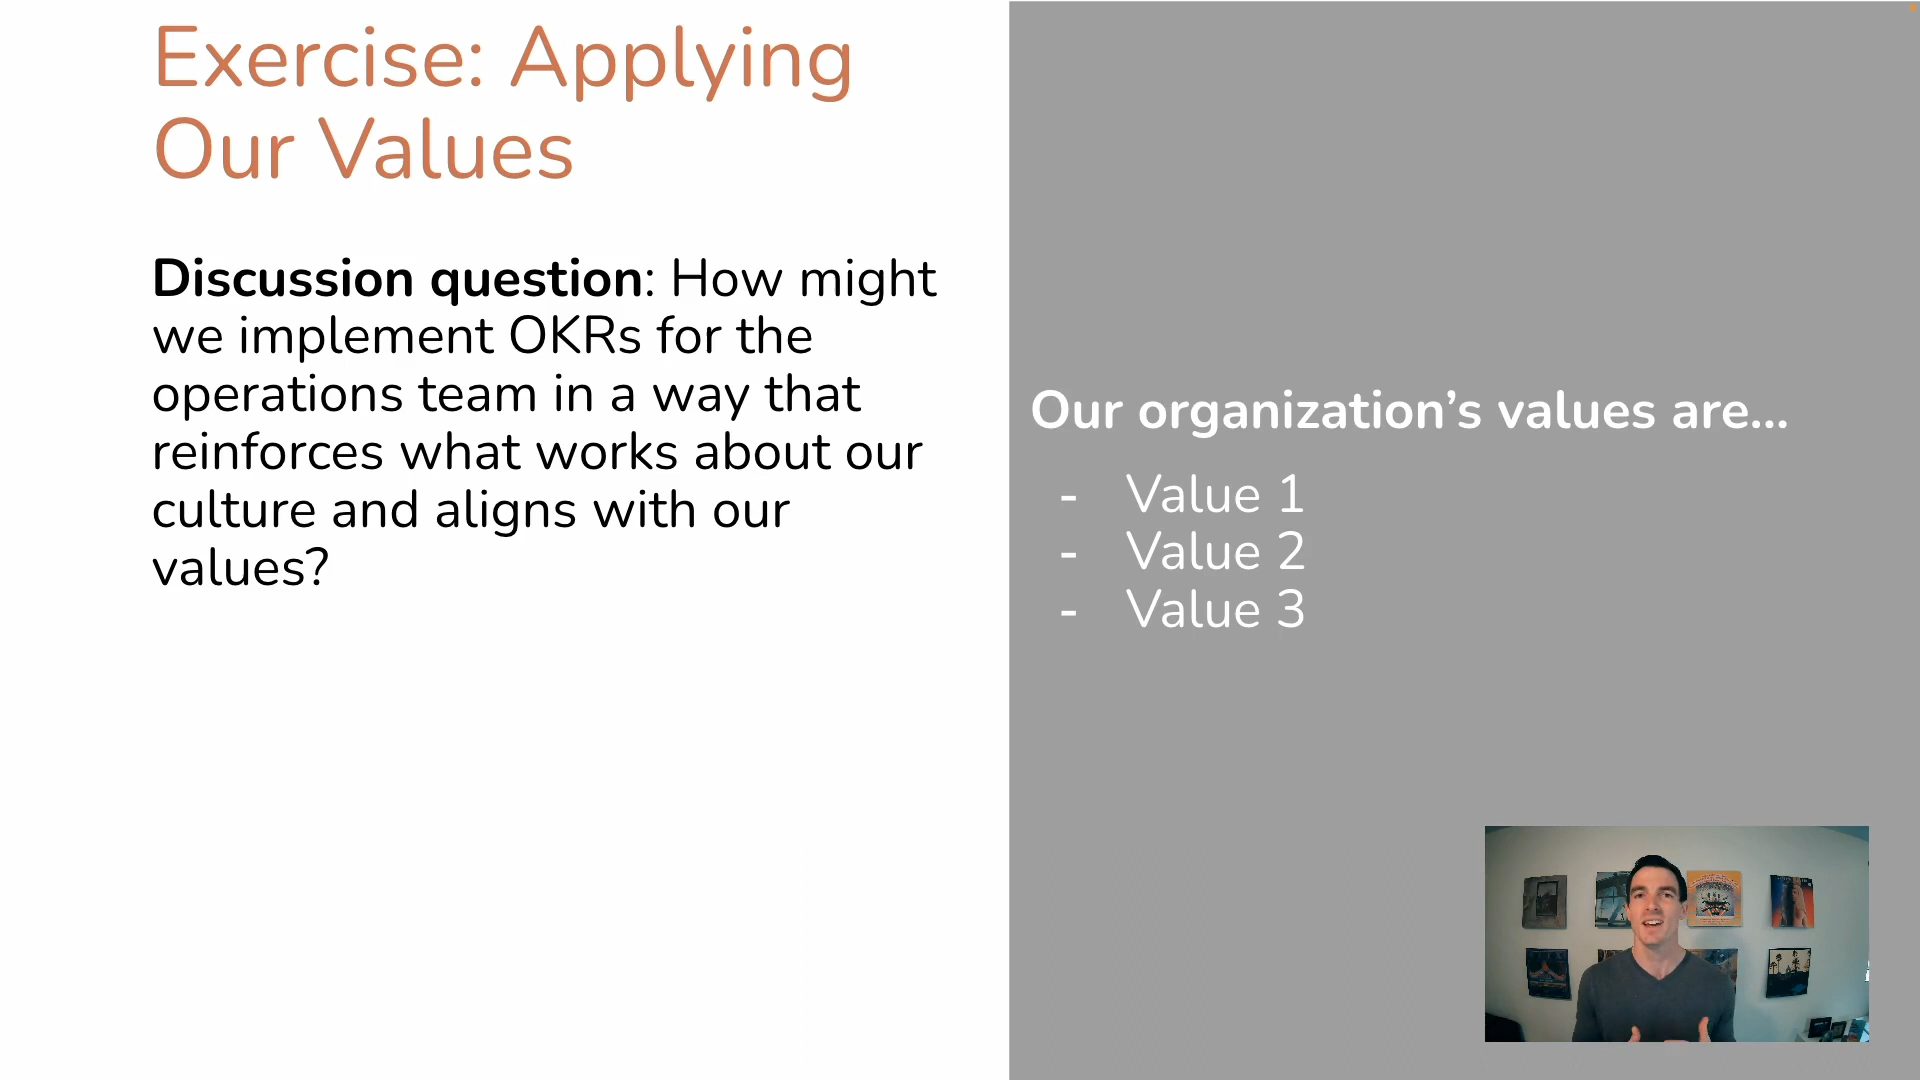 Exercise: Applying
Our Values
Discussion question: How might
we implement OKRs for the
operations team in a way that
reinforces what works about our
culture and aligns with our
values?
Our organization’s values are...
- Value 1
- Value 2
- Value 3